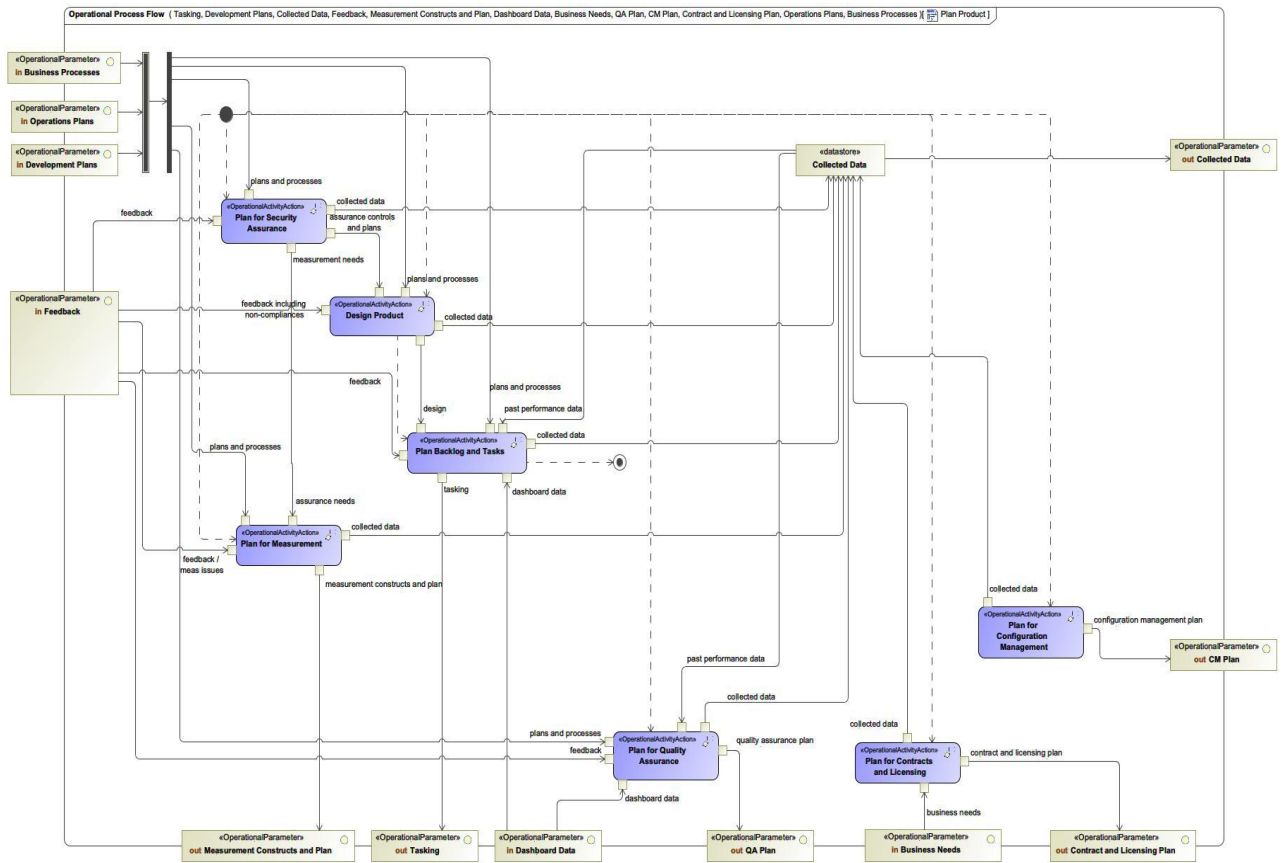 Operational Process Flow ( Tasking, Development Plans, Collected Data, Feedback, Measurement Constructs and Plan, Dashboard Data, Business Needs, QA Plan, CM Plan, Contract and Licensing Plan, Operations Plans, Business Processes )[ Plan Product ]
«OperationalParameter»
in Business Processes
«OperationalParameter»
in Operations Plans
«OperationalParameter»
in Development Plans
«datastore»
Collected Data
«OperationalParameter»
out Collected Data
plans and processes
«OperationalActivityAction»
Plan for Security
Assurance
collected data
assurance controls
and plans
feedback
measurement needs
plans and processes
«OperationalParameter»
in Feedback
feedback including
non-compliances
«OperationalActivityAction»
Design Product
collected data
feedback
plans and processes
design
past performance data
«OperationalActivityAction»
Plan Backlog and Tasks
collected data
plans and processes
tasking
dashboard data
assurance needs
«OperationalActivityAction»
Plan for Measurement
collected data
feedback /
meas issues
measurement constructs and plan
collected data
«OperationalActivityAction»
Plan for
Configuration
Management
configuration management plan
«OperationalParameter»
out CM Plan
past performance data
collected data
collected data
plans and processes
feedback
«OperationalActivityAction»
Plan for Quality
Assurance
quality assurance plan
«OperationalActivityAction»
Plan for Contracts
and Licensing
contract and licensing plan
dashboard data
business needs
«OperationalParameter»
out Measurement Constructs and Plan
«OperationalParameter»
out Tasking
«OperationalParameter»
in Dashboard Data
«OperationalParameter»
out QA Plan
«OperationalParameter»
in Business Needs
«OperationalParameter»
out Contract and Licensing Plan